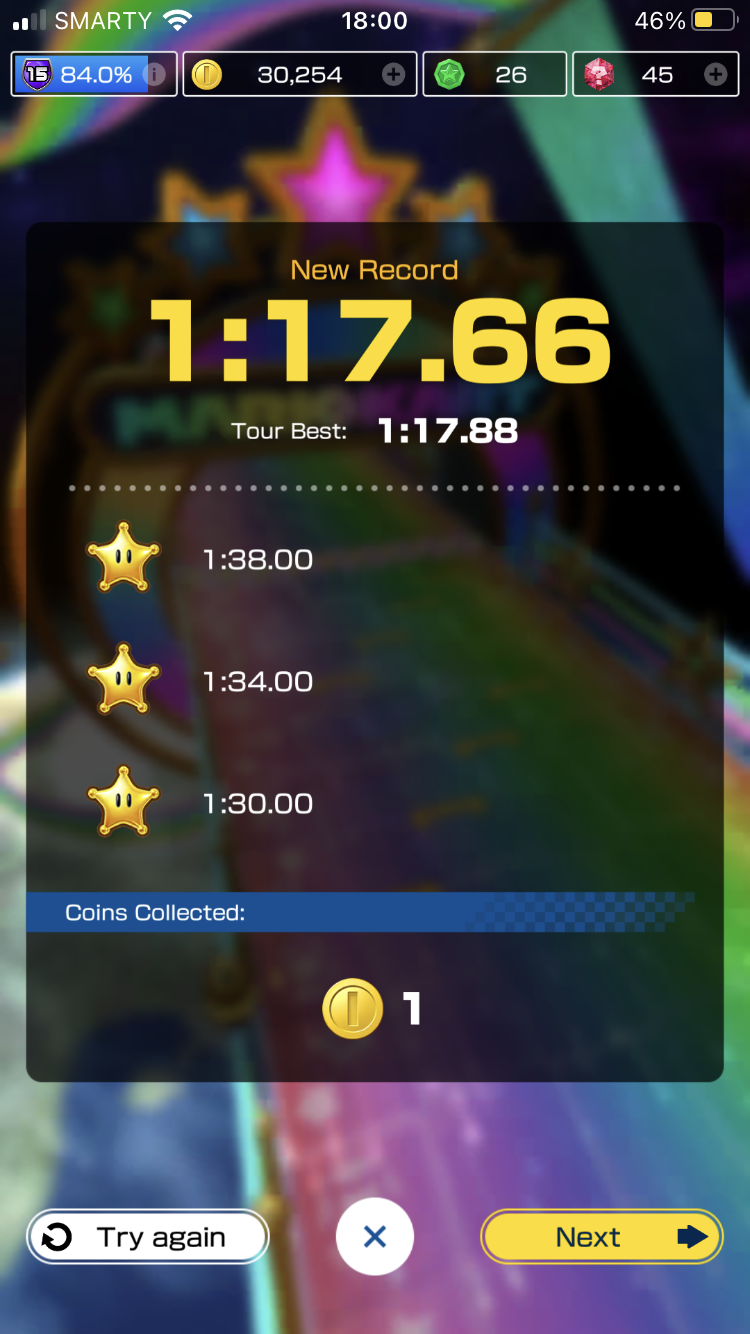 SMARTY 18:00 46%
15 84.0% i 30,254 + 26 ? 45 +
New Record
1:17.66
Tour Best: 1:17.88
1:38.00
1:34.00
1:30.00
Coins Collected:
1
Try again × Next